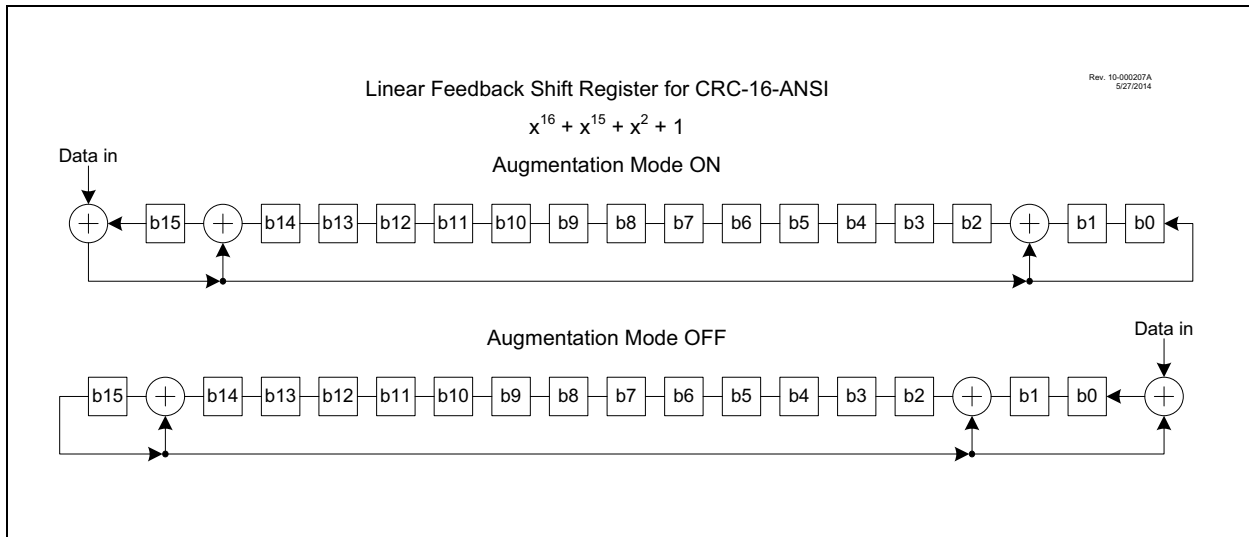 Rev. 10-000207A
5/27/2014
Linear Feedback Shift Register for CRC-16-ANSI
x¹⁶ + x¹⁵ + x² + 1
Augmentation Mode ON
Data in
b15 b14 b13 b12 b11 b10 b9 b8 b7 b6 b5 b4 b3 b2 b1 b0
Augmentation Mode OFF
Data in
b15 b14 b13 b12 b11 b10 b9 b8 b7 b6 b5 b4 b3 b2 b1 b0